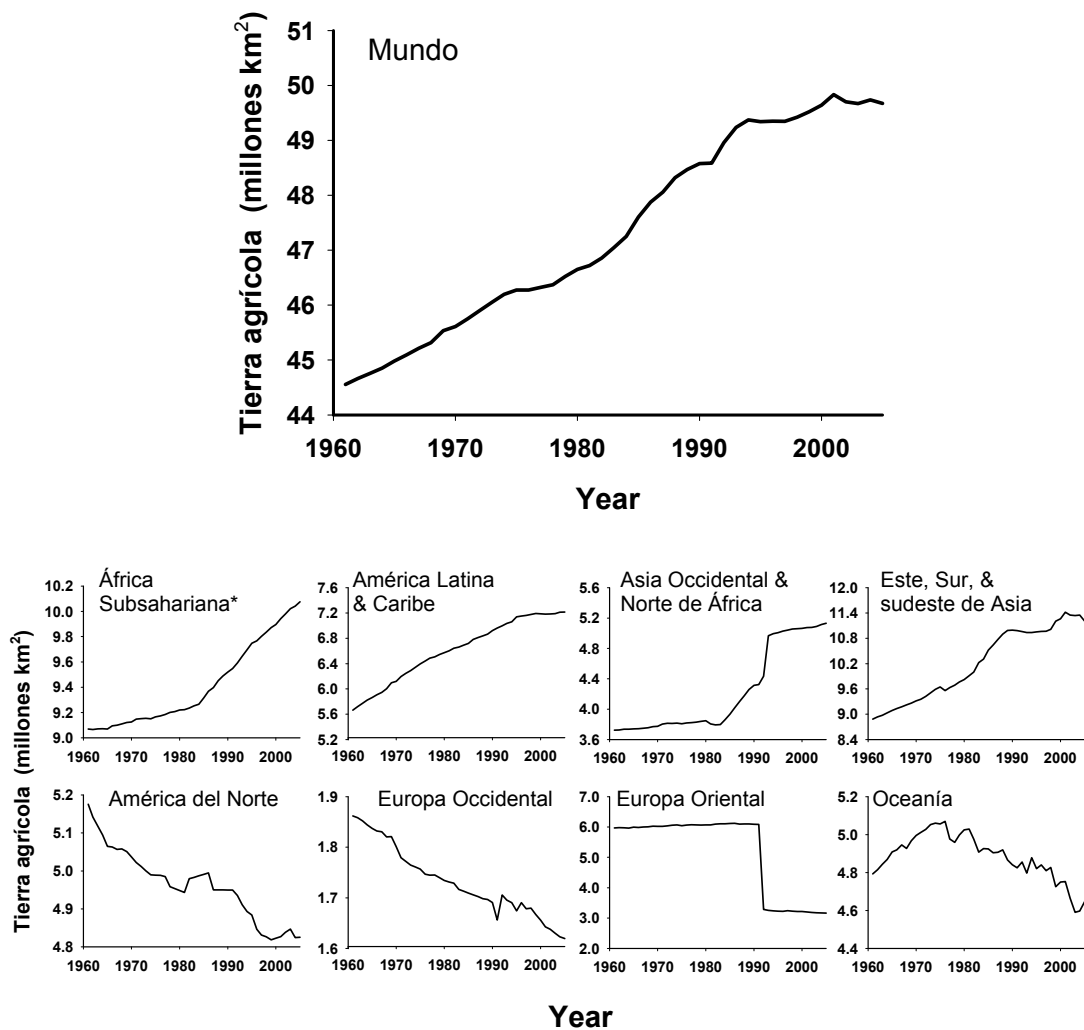 Mundo
Tierra agrícola (millones km²)
51
50
49
48
47
46
45
44
1960 1970 1980 1990 2000
Year
Tierra agrícola (millones km²)
África
Subsahariana*
10.2
10.0
9.8
9.6
9.4
9.2
9.0
1960 1970 1980 1990 2000
América Latina
& Caribe
7.6
7.2
6.8
6.4
6.0
5.6
5.2
1960 1970 1980 1990 2000
Asia Occidental &
Norte de África
5.6
5.2
4.8
4.4
4.0
3.6
1960 1970 1980 1990 2000
Este, Sur, &
sudeste de Asia
12.0
11.4
10.8
10.2
9.6
9.0
8.4
1960 1970 1980 1990 2000
América del Norte
5.2
5.1
5.0
4.9
4.8
1960 1970 1980 1990 2000
Europa Occidental
1.9
1.8
1.7
1.6
1960 1970 1980 1990 2000
Europa Oriental
7.0
6.0
5.0
4.0
3.0
2.0
1960 1970 1980 1990 2000
Oceanía
5.2
5.0
4.8
4.6
4.4
1960 1970 1980 1990 2000
Year